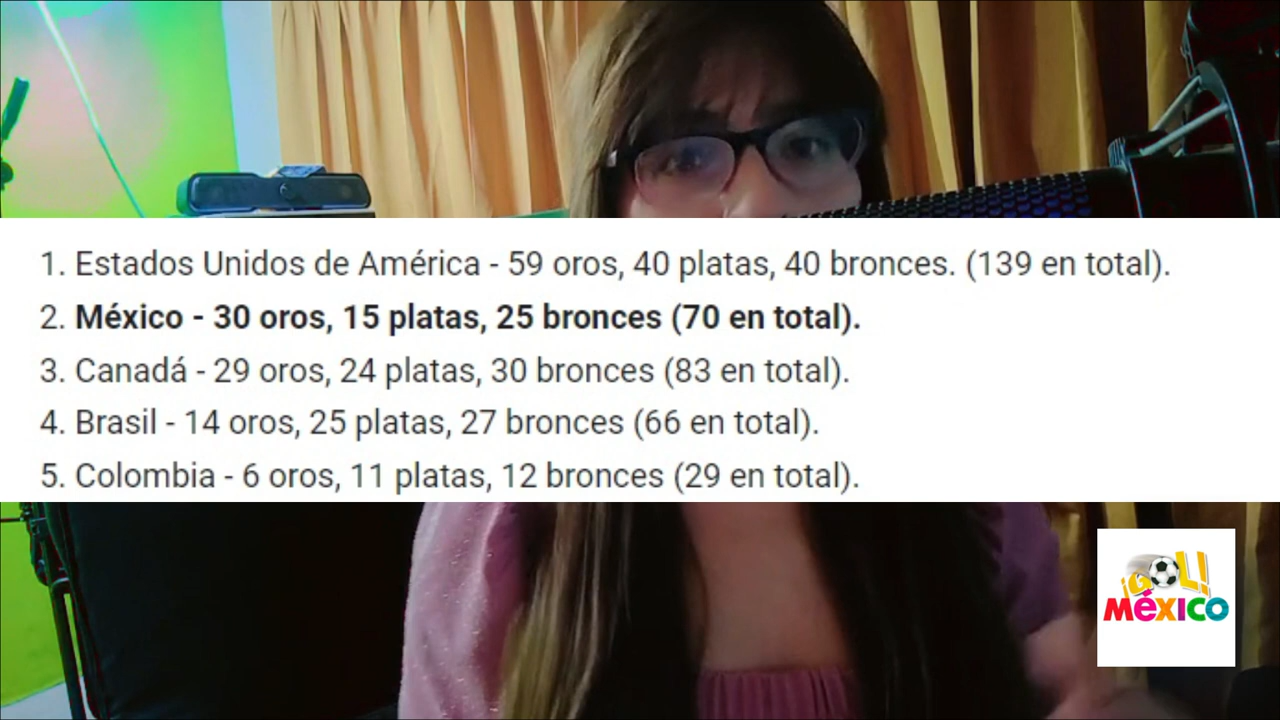 1. Estados Unidos de América - 59 oros, 40 platas, 40 bronces. (139 en total).
2. México - 30 oros, 15 platas, 25 bronces (70 en total).
3. Canadá - 29 oros, 24 platas, 30 bronces (83 en total).
4. Brasil - 14 oros, 25 platas, 27 bronces (66 en total).
5. Colombia - 6 oros, 11 platas, 12 bronces (29 en total).
¡GOL!
MéxICO